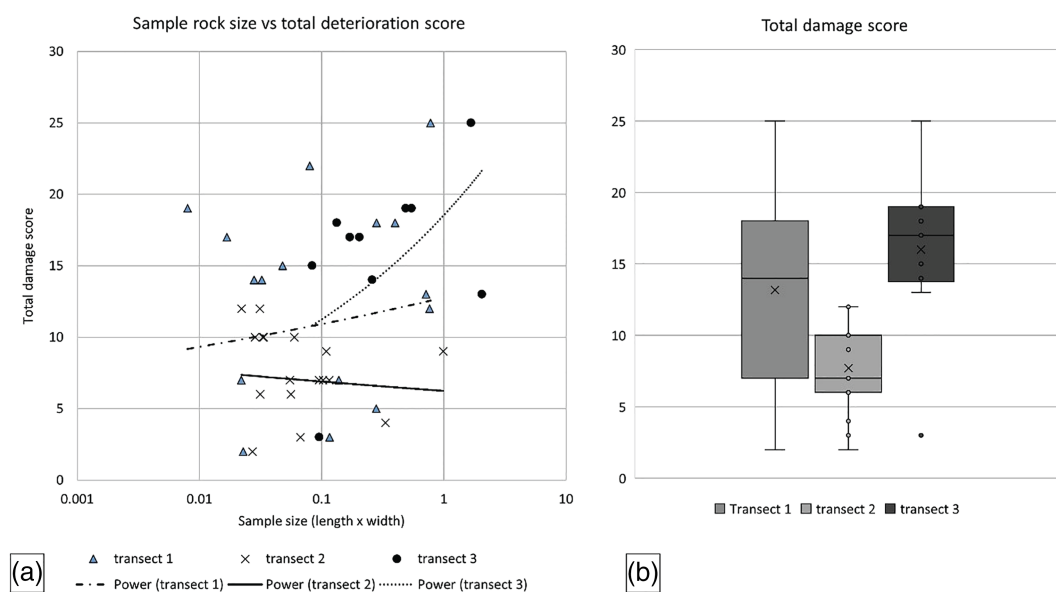 Sample rock size vs total deterioration score
30
25
20
15
10
5
0
Total damage score
0.001 0.01 0.1 1 10
Sample size (length x width)
transect 1 transect 2 transect 3
Power (transect 1) Power (transect 2) Power (transect 3)
(a)
Total damage score
30
25
20
15
10
5
0
Transect 1 transect 2 transect 3
(b)